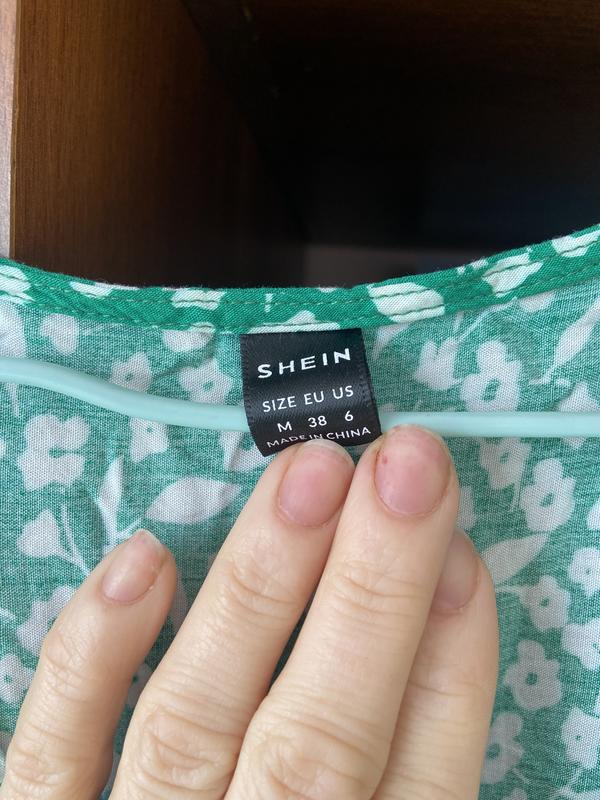 SHEIN
SIZE EU US
M 38 6
MADE IN CHINA